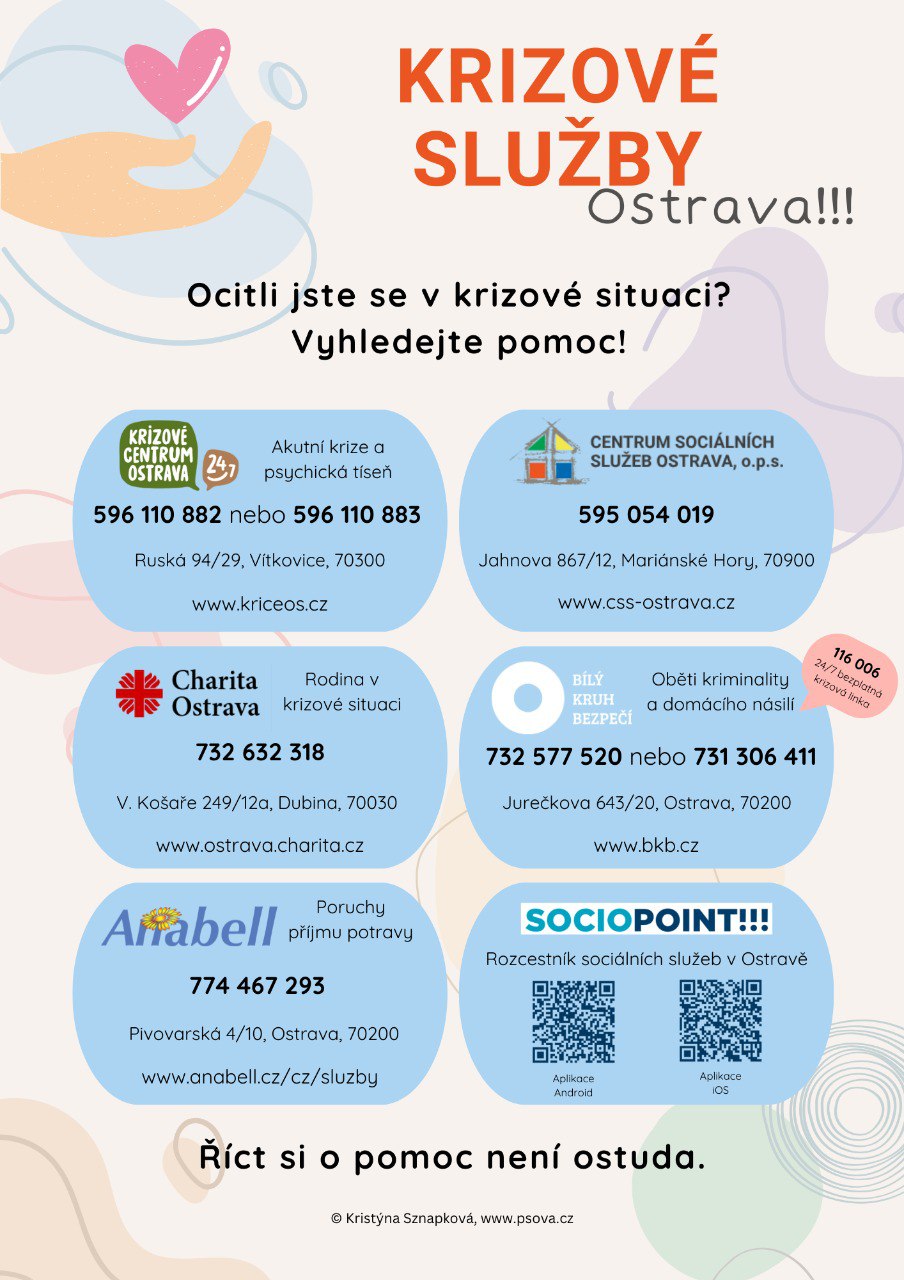 KRIZOVÉ
SLUŽBY
Ostrava!!!
Ocitli jste se v krizové situaci?
Vyhledejte pomoc!
KRIZOVÉ
CENTRUM
OSTRAVA
24/7
Akutní krize a
psychická tíseň
596 110 882 nebo 596 110 883
Ruská 94/29, Vítkovice, 70300
www.kriceos.cz
CENTRUM SOCIÁLNÍCH
SLUŽEB OSTRAVA, o.p.s.
595 054 019
Jahnova 867/12, Mariánské Hory, 70900
www.css-ostrava.cz
Charita
Ostrava
Rodina v
krizové situaci
732 632 318
V. Košaře 249/12a, Dubina, 70030
www.ostrava.charita.cz
BÍLÝ
KRUH
BEZPEČÍ
Oběti kriminality
a domácího násilí
116 006
24/7 bezplatná
krizová linka
732 577 520 nebo 731 306 411
Jurečkova 643/20, Ostrava, 70200
www.bkb.cz
Anabell
Poruchy
příjmu potravy
774 467 293
Pivovarská 4/10, Ostrava, 70200
www.anabell.cz/cz/sluzby
SOCIOPOINT!!!
Rozcestník sociálních služeb v Ostravě
Aplikace
Android
Aplikace
iOS
Říct si o pomoc není ostuda.
© Kristýna Sznapková, www.psova.cz